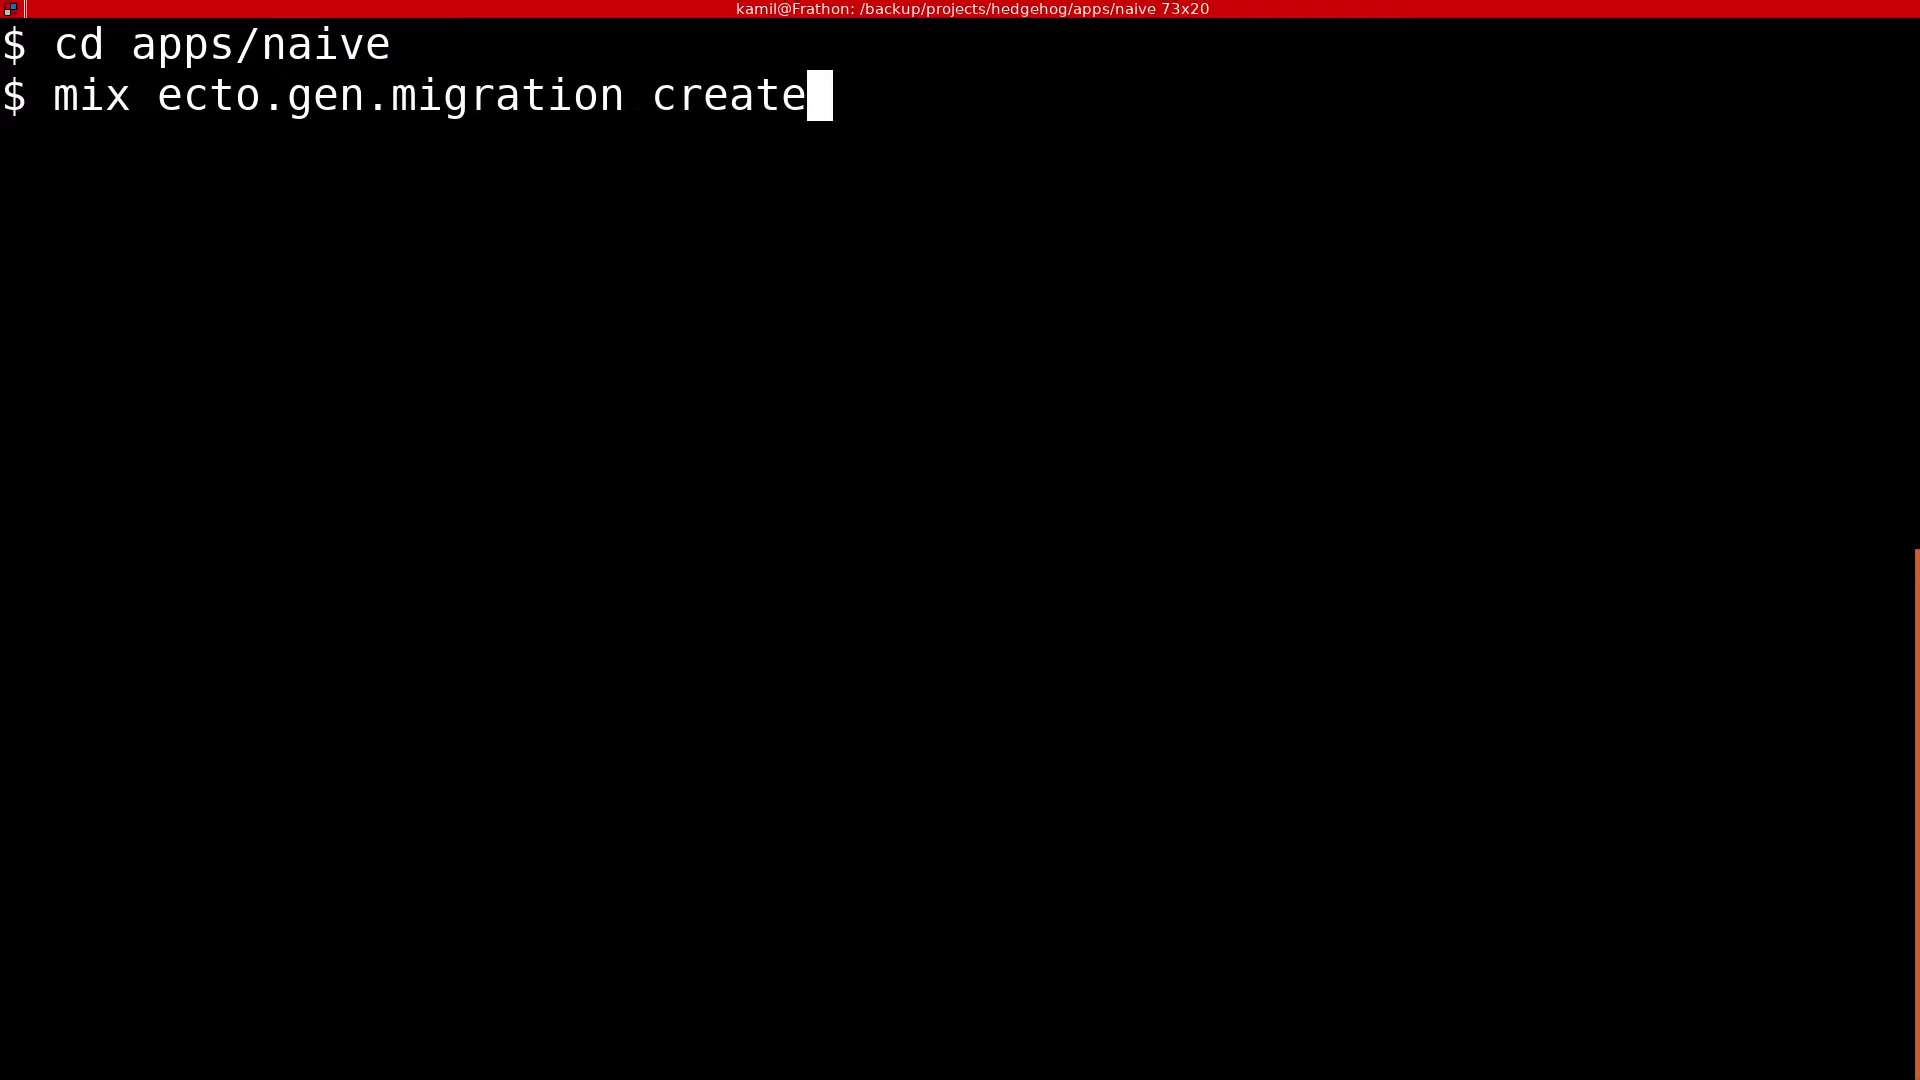 kamil@Frathon: /backup/projects/hedgehog/apps/naive 73x20
$ cd apps/naive
$ mix ecto.gen.migration create